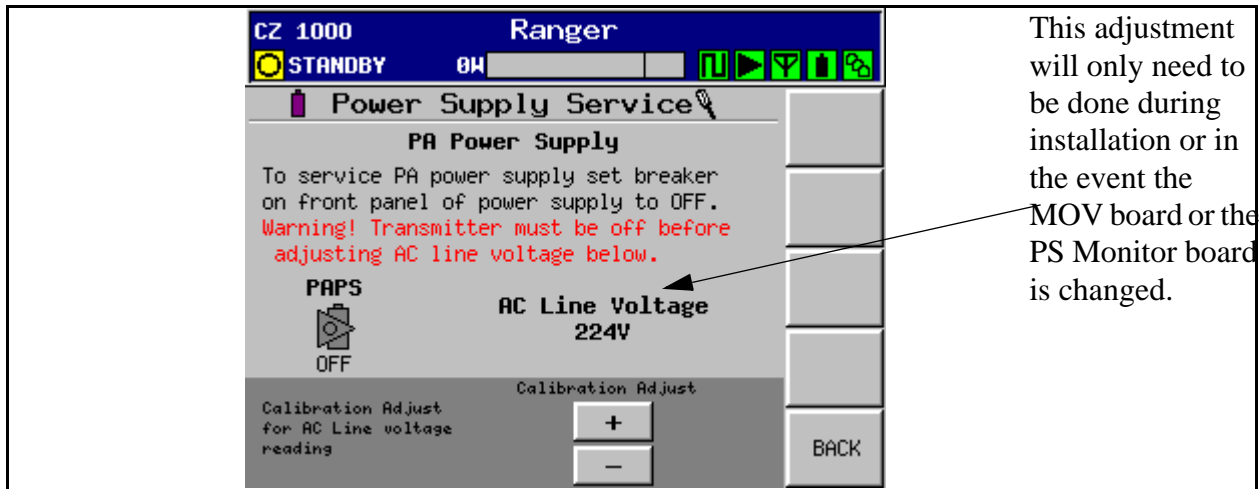 CZ 1000 Ranger
STANDBY 0W
Power Supply Service
PA Power Supply
To service PA power supply set breaker
on front panel of power supply to OFF.
Warning! Transmitter must be off before
adjusting AC line voltage below.
PAPS
OFF
AC Line Voltage
224V
Calibration Adjust
for AC Line voltage
reading
Calibration Adjust
+
–
BACK
This adjustment
will only need to
be done during
installation or in
the event the
MOV board or the
PS Monitor board
is changed.